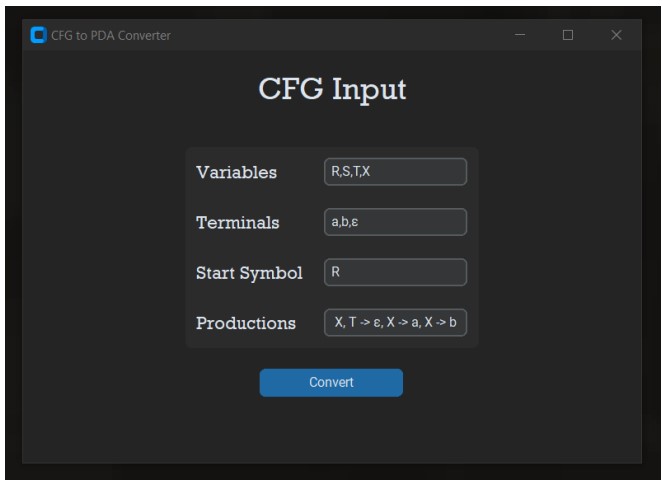 CFG to PDA Converter
CFG Input
Variables R,S,T,X
Terminals a,b,ε
Start Symbol R
Productions X, T -> ε, X -> a, X -> b
Convert